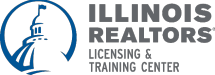 ILLINOIS
REALTORS®
LICENSING &
TRAINING CENTER